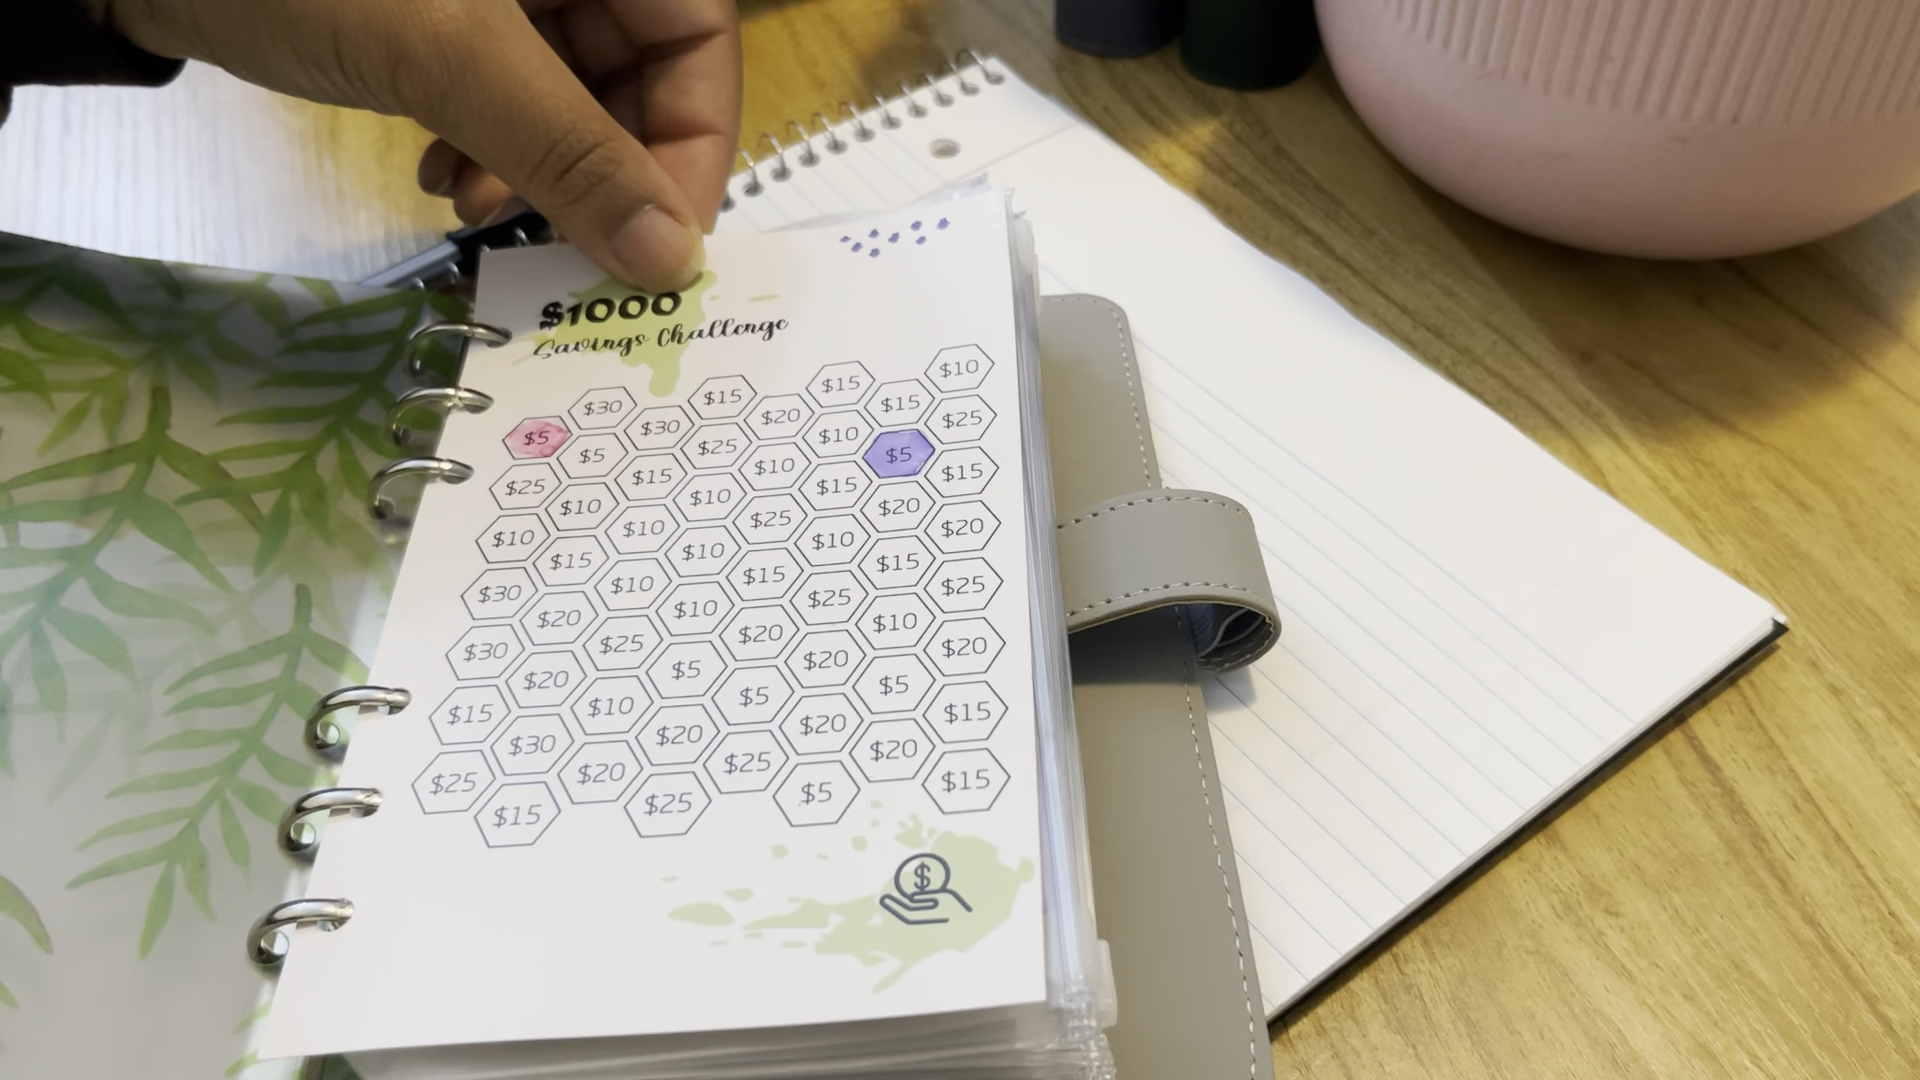 $1000
Savings Challenge
$30 $15 $15 $10
$5 $30 $20 $15
$5 $25 $10 $25
$25 $15 $10 $5
$10 $10 $15 $15
$10 $10 $25 $20
$15 $10 $10 $20
$30 $10 $15 $15
$20 $10 $25 $25
$30 $25 $20 $10
$20 $5 $20 $20
$15 $10 $5 $5
$30 $20 $20 $15
$25 $20 $25 $20
$15 $25 $5 $15
$